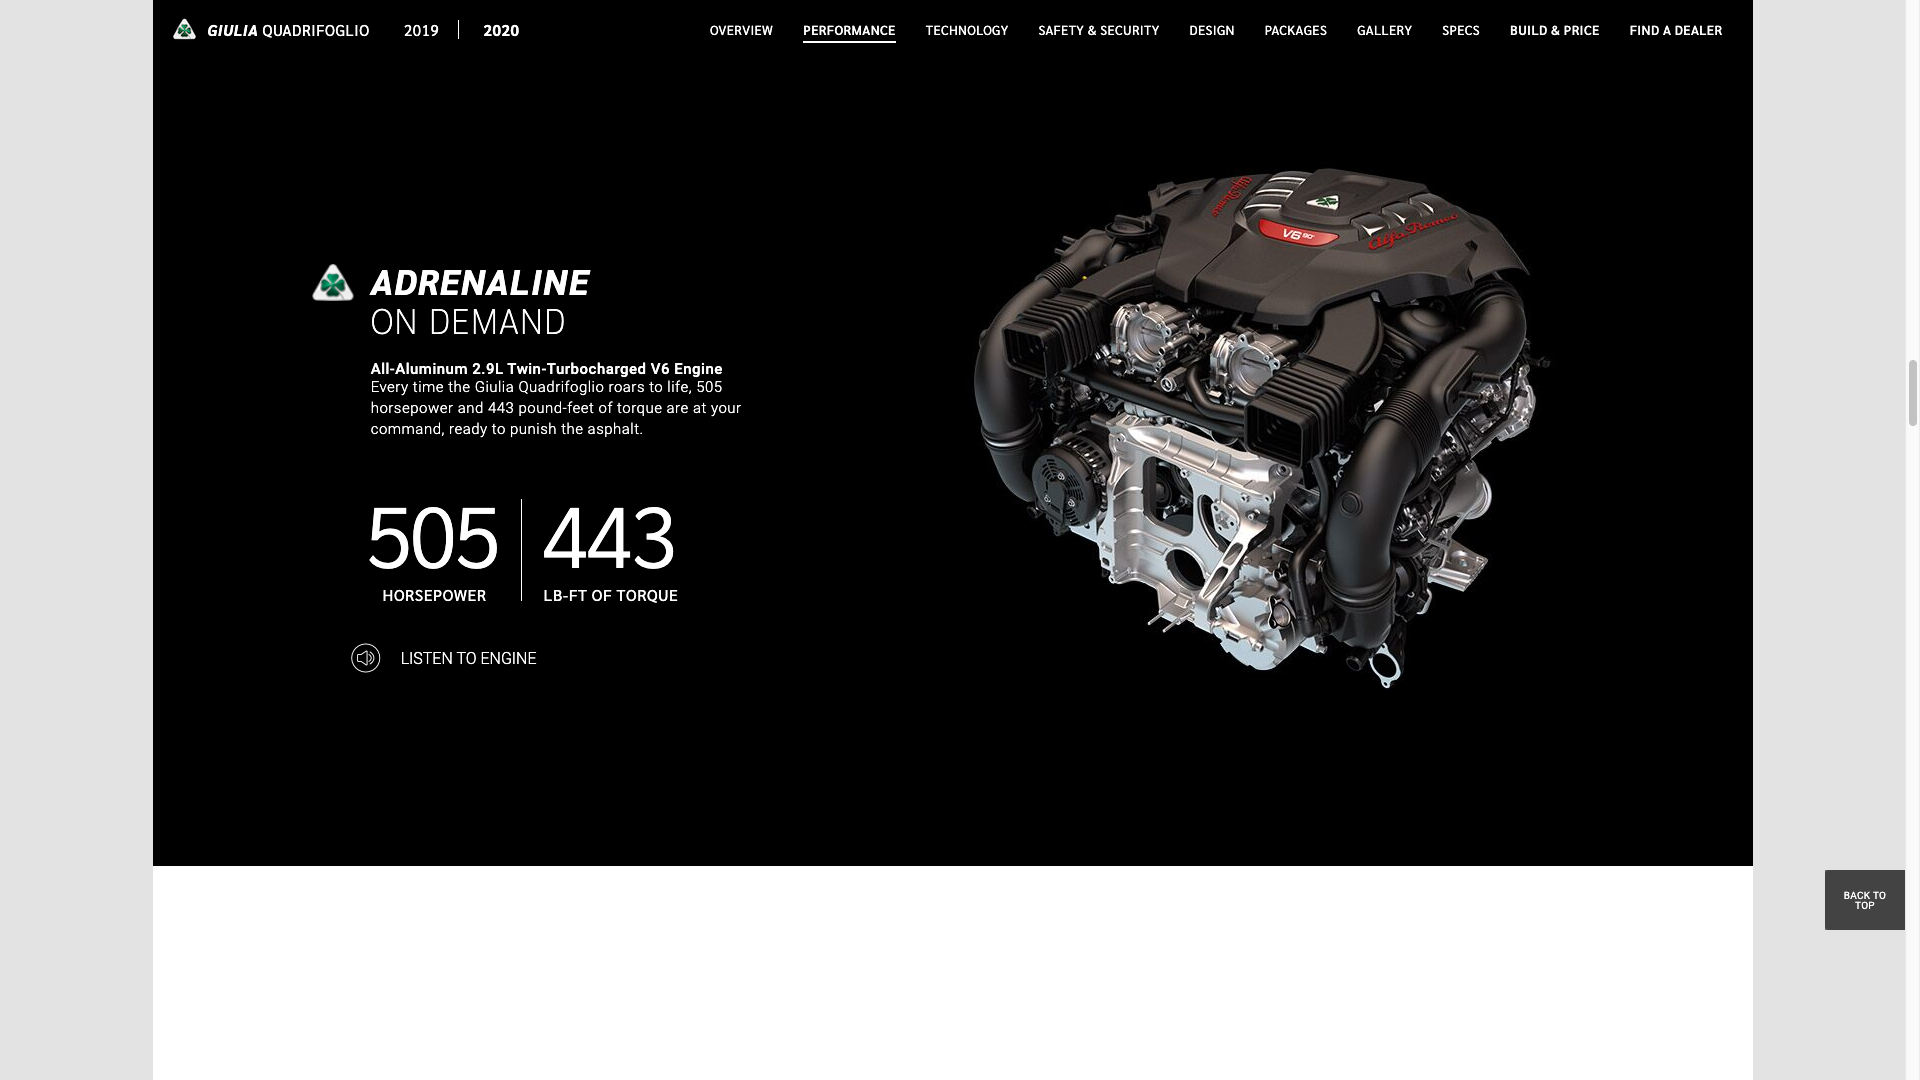 GIULIA QUADRIFOGLIO 2019 2020 OVERVIEW PERFORMANCE TECHNOLOGY SAFETY & SECURITY DESIGN PACKAGES GALLERY SPECS BUILD & PRICE FIND A DEALER
Alfa Romeo
V6 90°
Alfa Romeo
ADRENALINE
ON DEMAND
All-Aluminum 2.9L Twin-Turbocharged V6 Engine
Every time the Giulia Quadrifoglio roars to life, 505
horsepower and 443 pound-feet of torque are at your
command, ready to punish the asphalt.
505 443
HORSEPOWER LB-FT OF TORQUE
LISTEN TO ENGINE
BACK TO
TOP